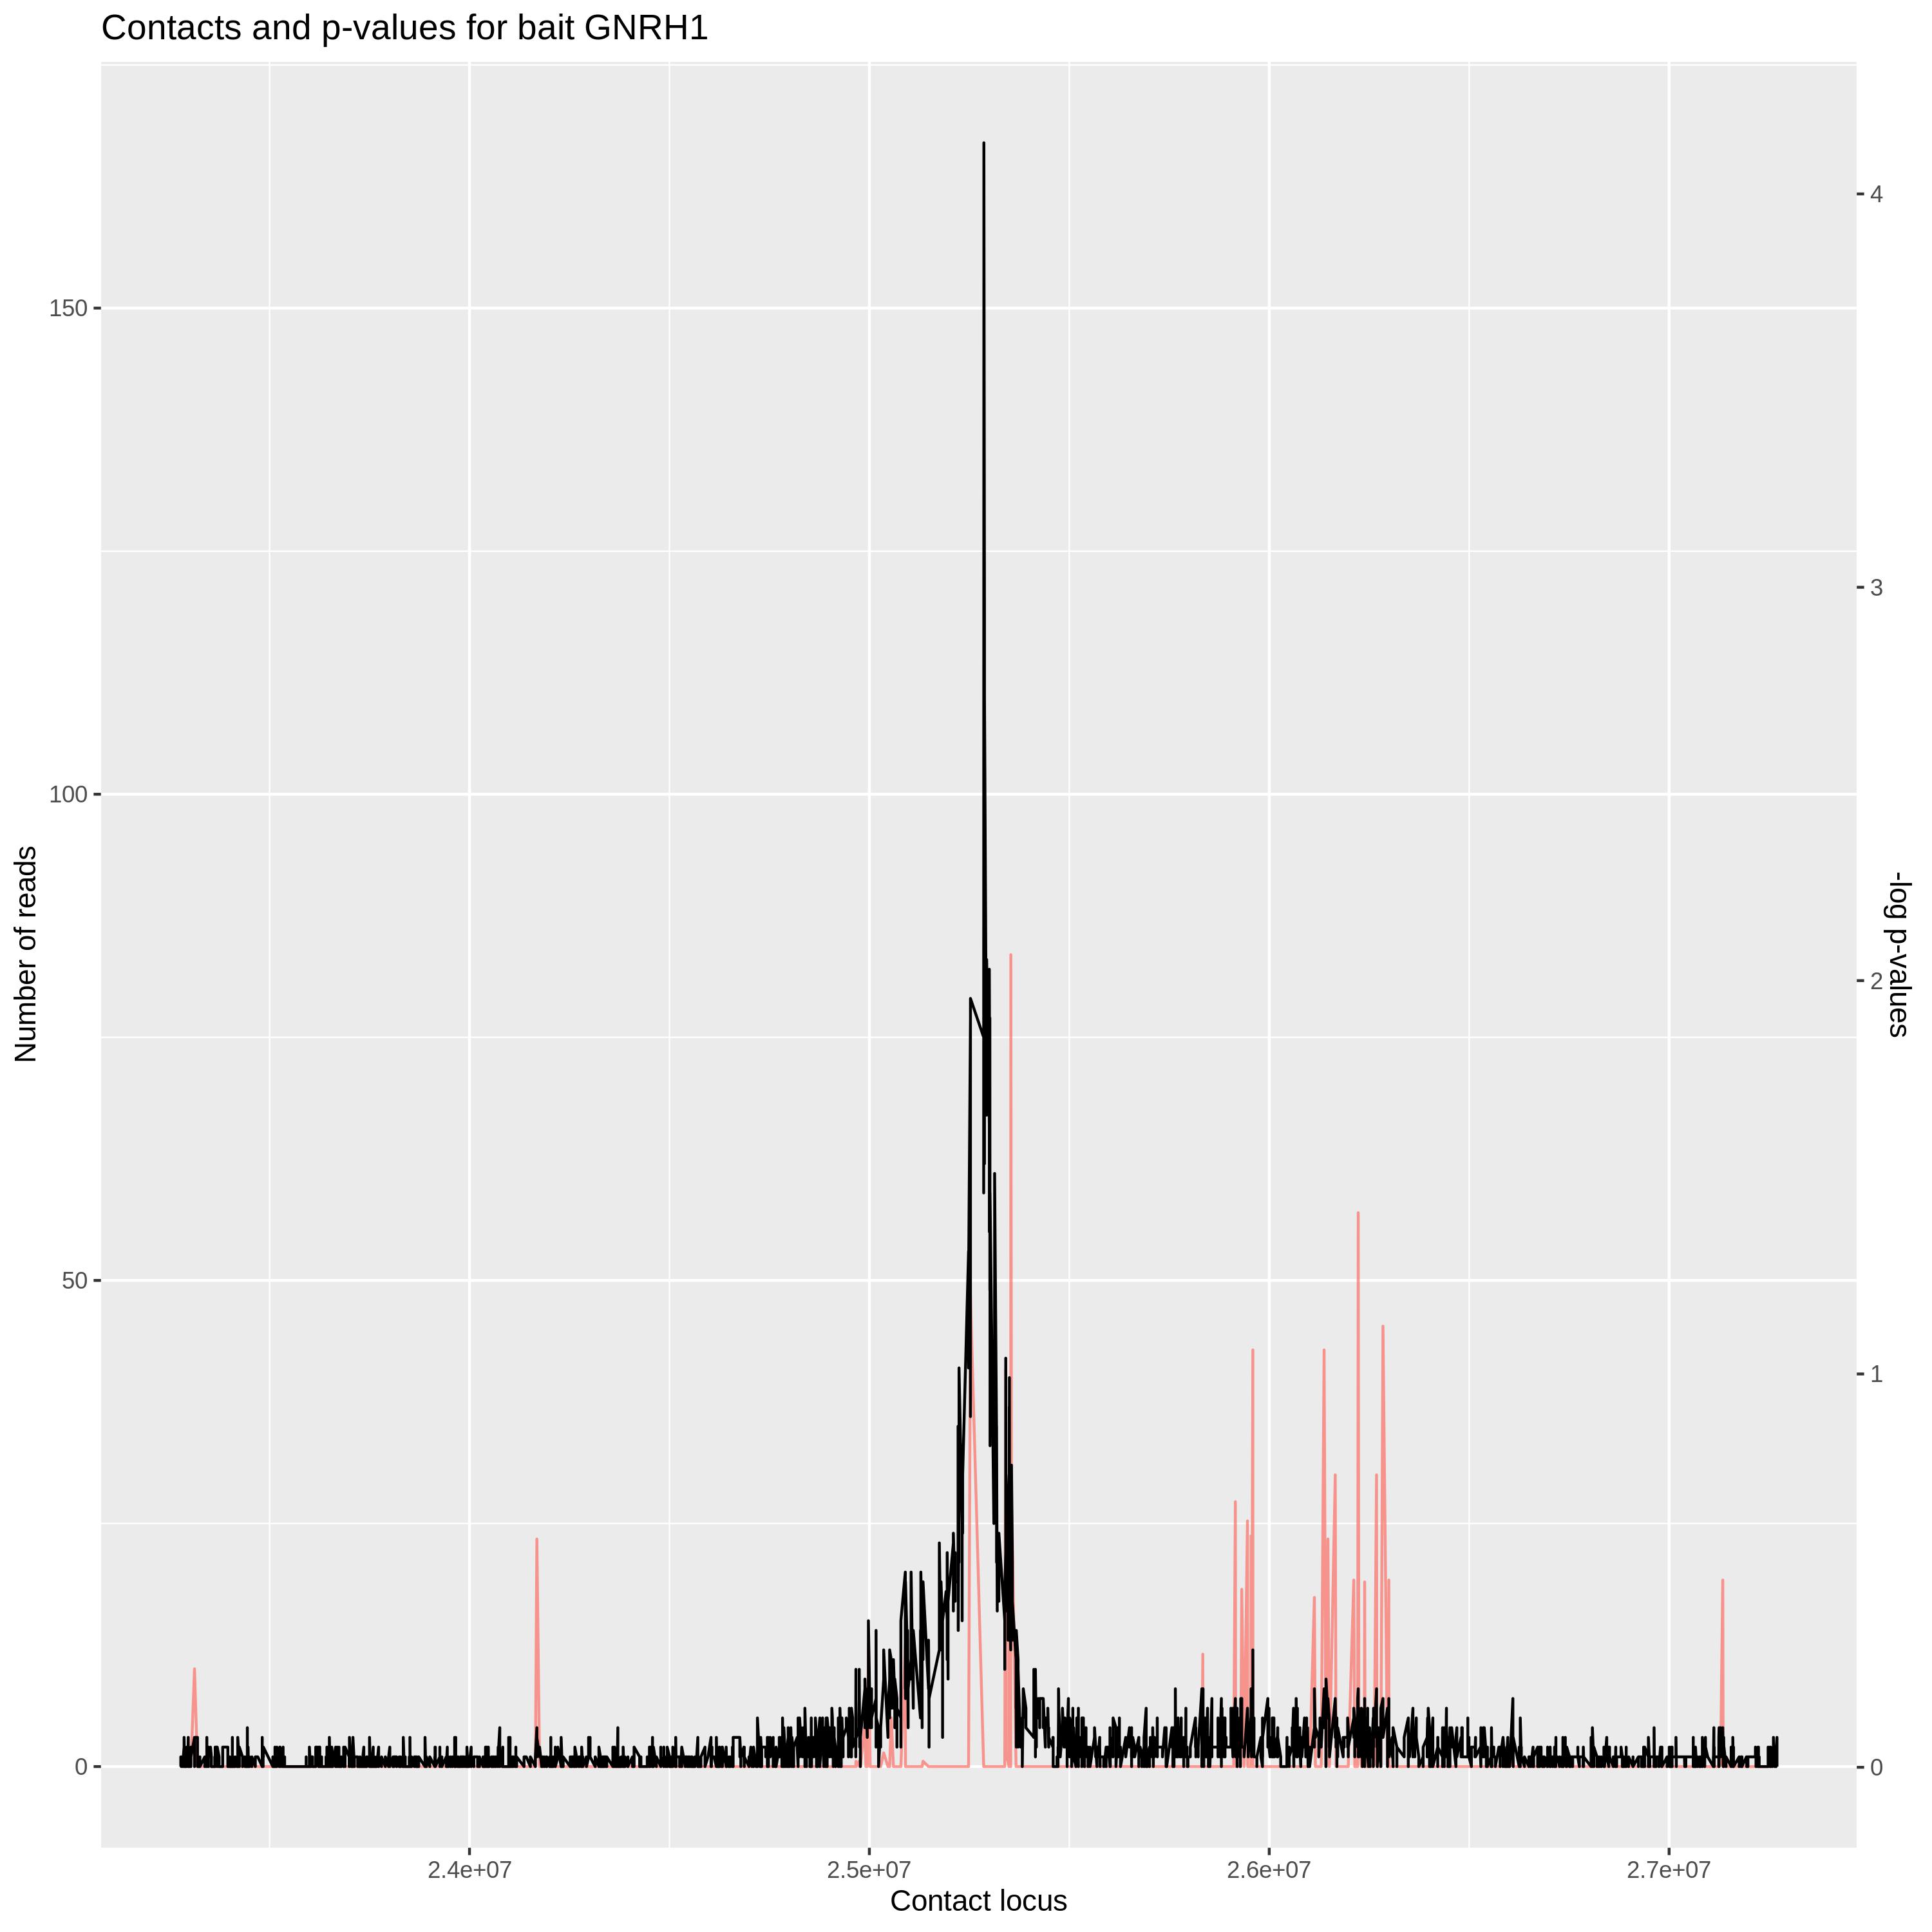 Contacts and p-values for bait GNRH1
Number of reads
150
100
50
0
4
3
2
1
0
-log p-values
2.4e+07
2.5e+07
2.6e+07
2.7e+07
Contact locus